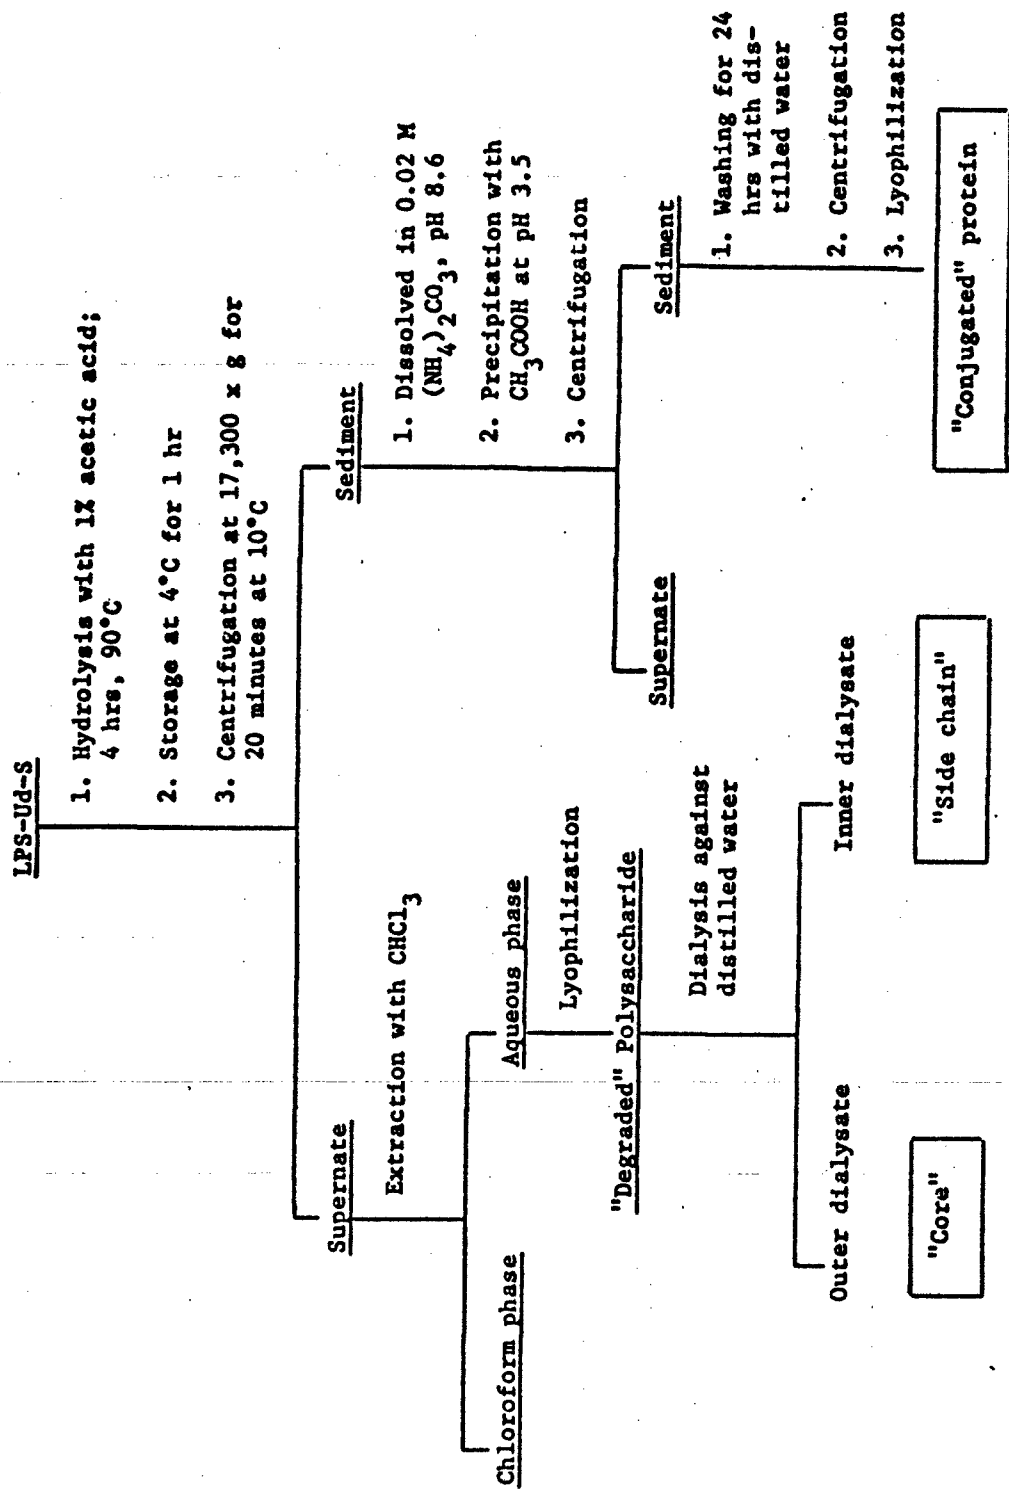 LPS-Ud-S
1. Hydrolysis with 1% acetic acid;
4 hrs, 90°C
2. Storage at 4°C for 1 hr
3. Centrifugation at 17,300 x g for
20 minutes at 10°C
Supernate
Extraction with CHCl3
Chloroform phase
Aqueous phase
Lyophilization
"Degraded" Polysaccharide
Dialysis against
distilled water
Outer dialysate
"Core"
Inner dialysate
"Side chain"
Sediment
1. Dissolved in 0.02 M
(NH4)2CO3, pH 8.6
2. Precipitation with
CH3COOH at pH 3.5
3. Centrifugation
Supernate
Sediment
1. Washing for 24
hrs with dis-
tilled water
2. Centrifugation
3. Lyophilization
"Conjugated" protein